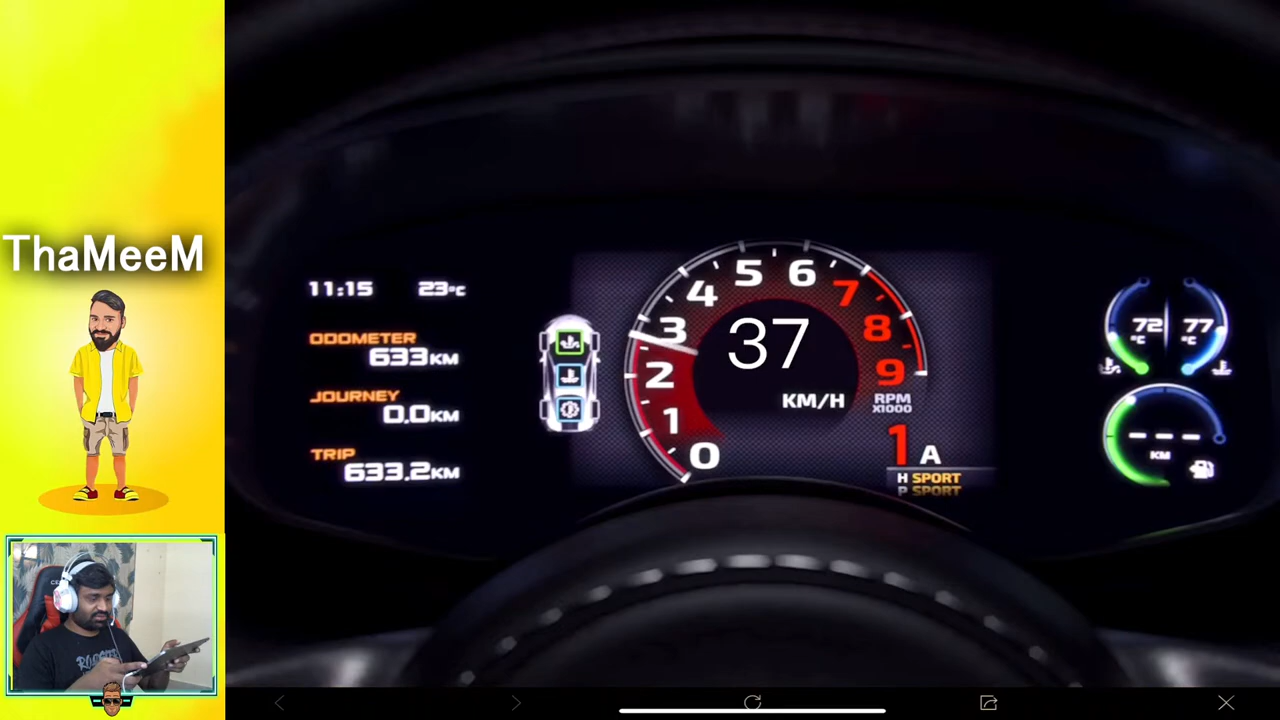 ThaMeeM
11:15 23°C
ODOMETER
633KM
JOURNEY
0.0KM
TRIP
633.2KM
0
1
2
3
4
5
6
7
8
9
37
KM/H
RPM
X1000
1 A
H SPORT
P SPORT
72 °C
77 °C
---
KM